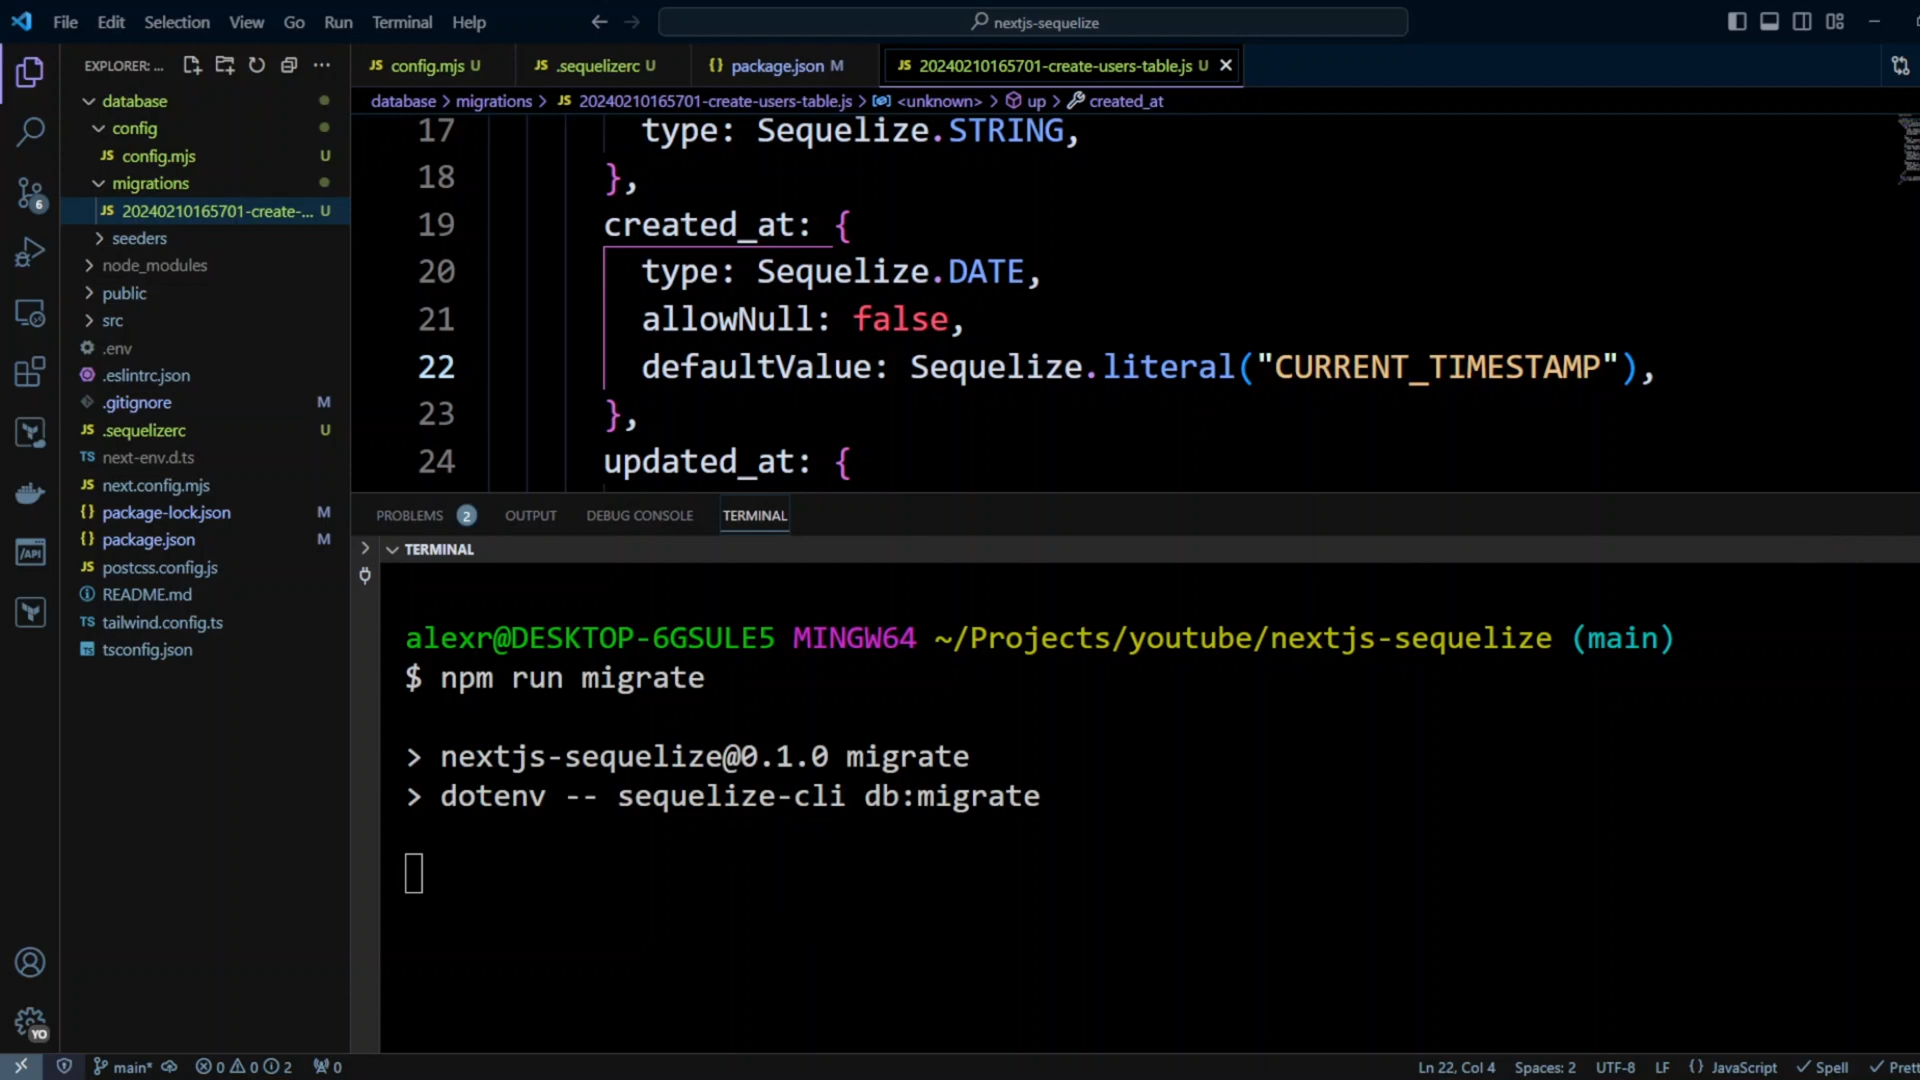 File Edit Selection View Go Run Terminal Help
nextjs-sequelize
EXPLORER: ...
database
config
JS config.mjs U
migrations
JS 20240210165701-create-... U
seeders
node_modules
public
src
.env
.eslintrc.json
.gitignore M
JS .sequelizerc U
TS next-env.d.ts
JS next.config.mjs
{} package-lock.json M
{} package.json M
JS postcss.config.js
README.md
TS tailwind.config.ts
tsconfig.json
6
/API
YO
JS config.mjs U JS .sequelizerc U {} package.json M JS 20240210165701-create-users-table.js U
database > migrations > JS 20240210165701-create-users-table.js > <unknown> > up > created_at
17 type: Sequelize.STRING,
18 },
19 created_at: {
20 type: Sequelize.DATE,
21 allowNull: false,
22 defaultValue: Sequelize.literal("CURRENT_TIMESTAMP"),
23 },
24 updated_at: {
PROBLEMS 2 OUTPUT DEBUG CONSOLE TERMINAL
TERMINAL
alexr@DESKTOP-6GSULE5 MINGW64 ~/Projects/youtube/nextjs-sequelize (main)
$ npm run migrate
> nextjs-sequelize@0.1.0 migrate
> dotenv -- sequelize-cli db:migrate
main* 0 0 2 0 Ln 22, Col 4 Spaces: 2 UTF-8 LF {} JavaScript Spell Prett